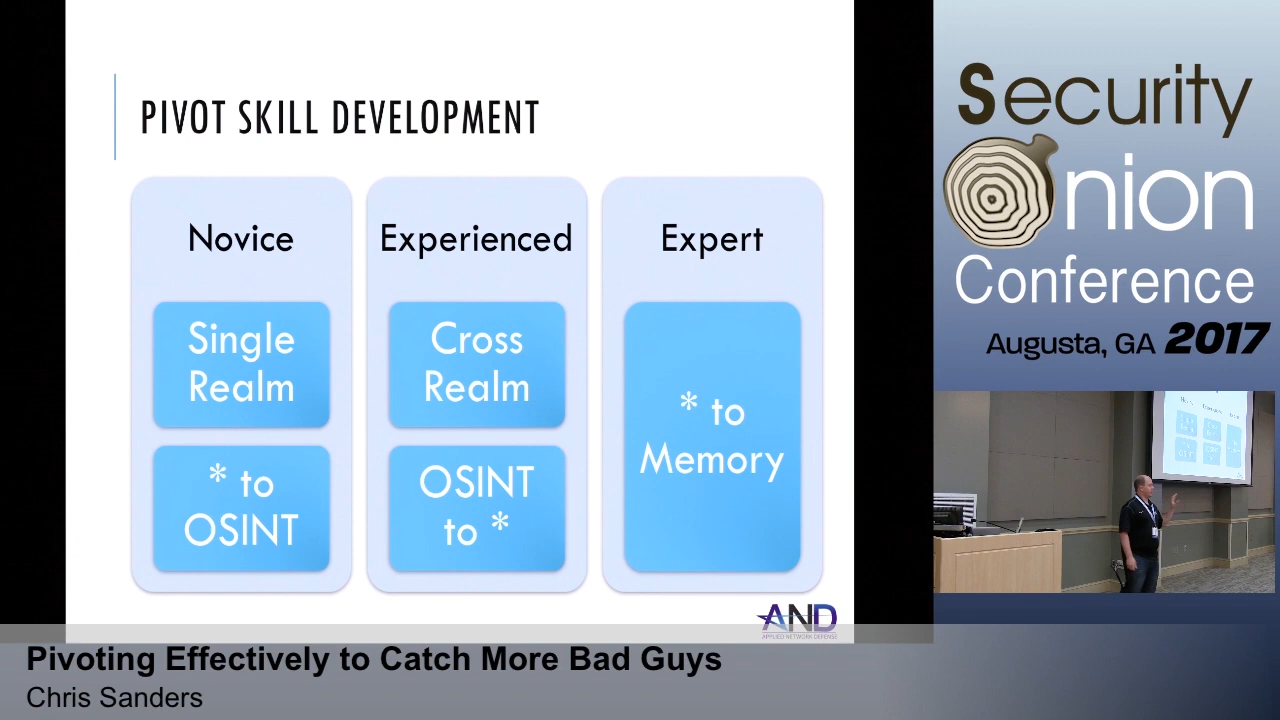 PIVOT SKILL DEVELOPMENT
Novice
Single
Realm
* to
OSINT
Experienced
Cross
Realm
OSINT
to *
Expert
* to
Memory
AND
APPLIED NETWORK DEFENSE
Security
Onion
Conference
Augusta, GA 2017
Pivoting Effectively to Catch More Bad Guys
Chris Sanders